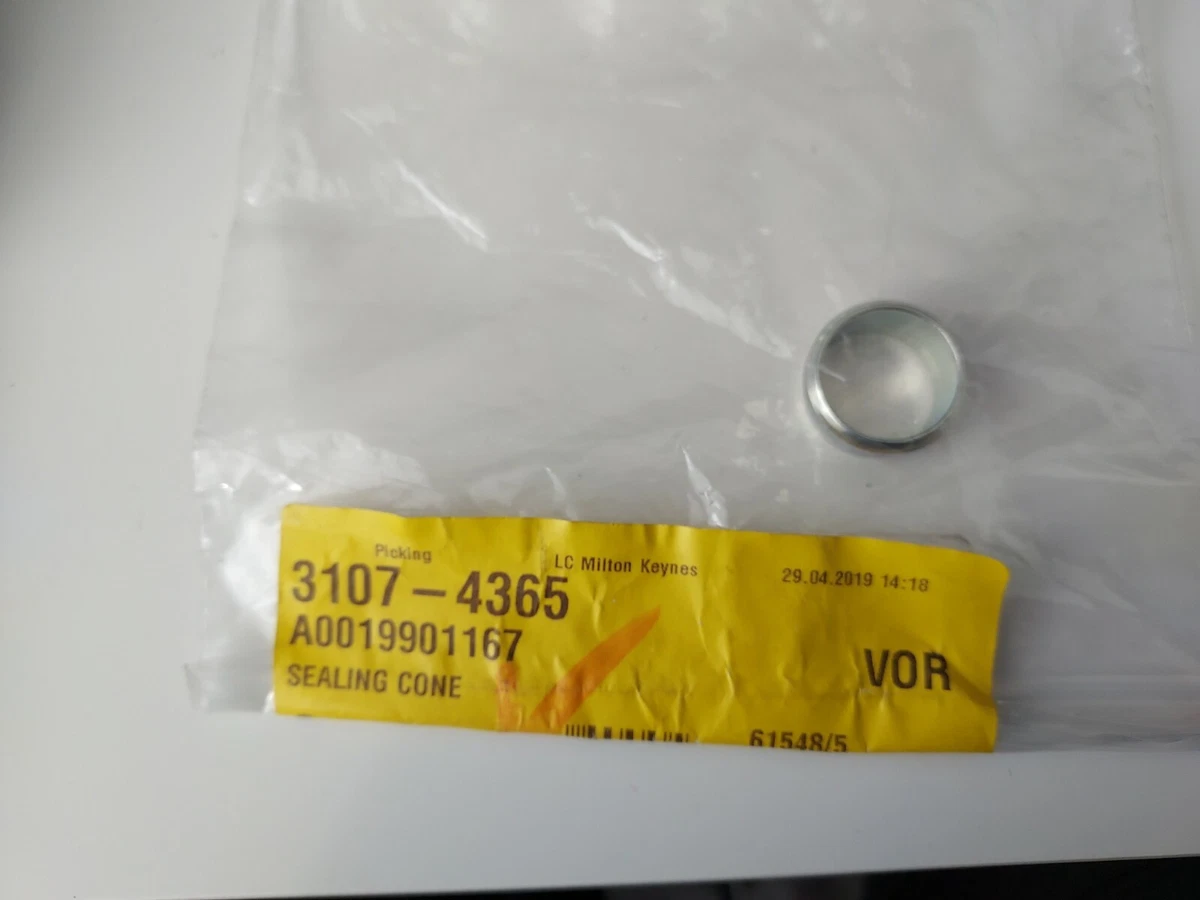 Picking
LC Milton Keynes
29.04.2019 14:18
3107-4365
A0019901167
SEALING CONE
VOR
61548/5